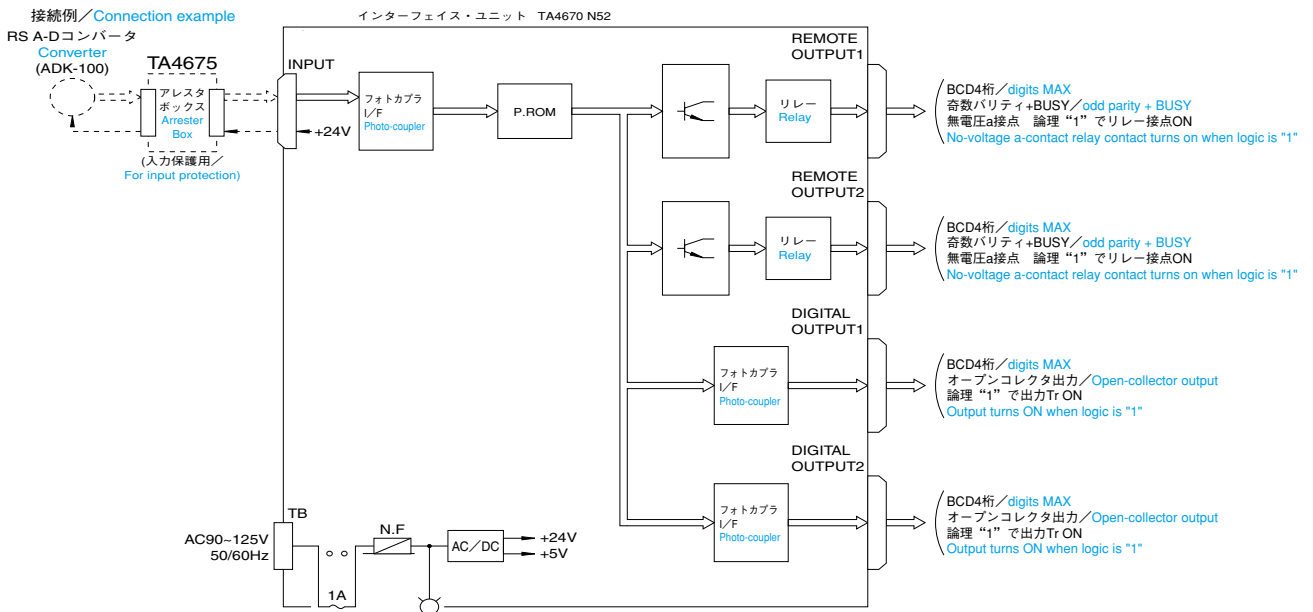 接続例／Connection example
RS A-Dコンバータ
Converter
(ADK-100)
TA4675
アレスタ
ボックス
Arrester
Box
(入力保護用／
For input protection)
インターフェイス・ユニット TA4670 N52
INPUT
+24V
フォトカプラ
I/F
Photo-coupler
P.ROM
REMOTE
OUTPUT1
リレー
Relay
BCD4桁／digits MAX
奇数バリティ+BUSY／odd parity + BUSY
無電圧a接点 論理“1”でリレー接点ON
No-voltage a-contact relay contact turns on when logic is "1"
REMOTE
OUTPUT2
リレー
Relay
BCD4桁／digits MAX
奇数バリティ+BUSY／odd parity + BUSY
無電圧a接点 論理“1”でリレー接点ON
No-voltage a-contact relay contact turns on when logic is "1"
DIGITAL
OUTPUT1
フォトカプラ
I/F
Photo-coupler
BCD4桁／digits MAX
オープンコレクタ出力／Open-collector output
論理“1”で出力Tr ON
Output turns ON when logic is "1"
DIGITAL
OUTPUT2
フォトカプラ
I/F
Photo-coupler
BCD4桁／digits MAX
オープンコレクタ出力／Open-collector output
論理“1”で出力Tr ON
Output turns ON when logic is "1"
TB
AC90~125V
50/60Hz
1A
N.F
AC／DC
+24V
+5V